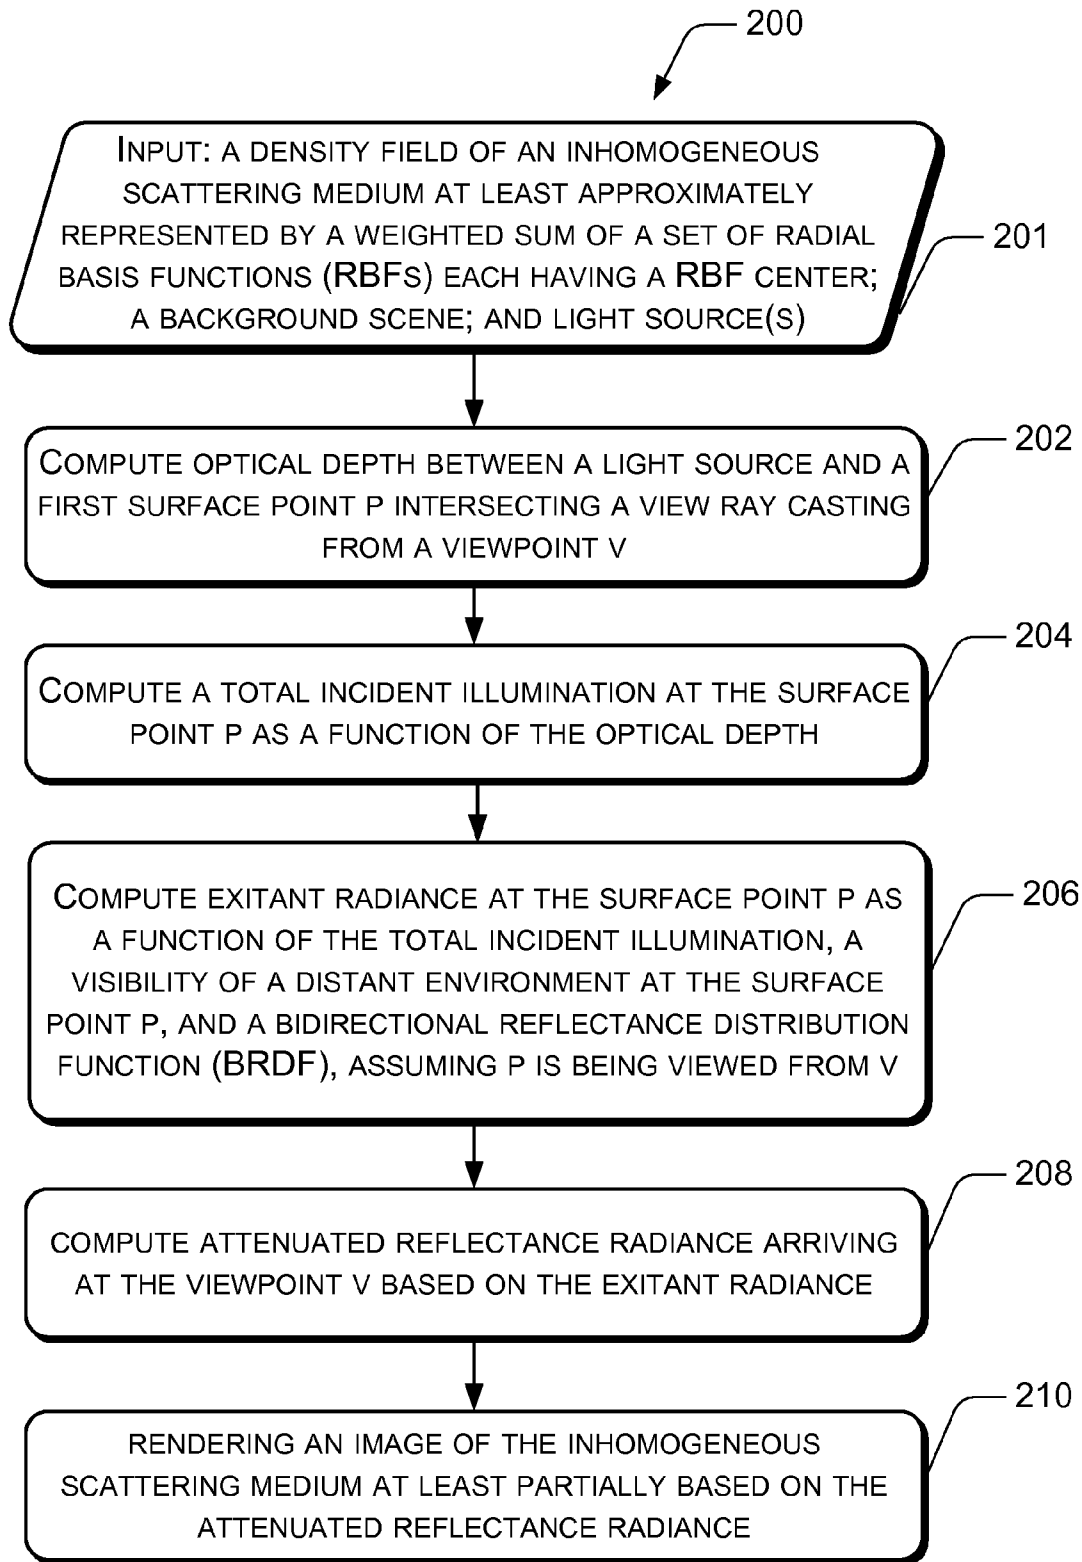 200
INPUT: A DENSITY FIELD OF AN INHOMOGENEOUS
SCATTERING MEDIUM AT LEAST APPROXIMATELY
REPRESENTED BY A WEIGHTED SUM OF A SET OF RADIAL
BASIS FUNCTIONS (RBFS) EACH HAVING A RBF CENTER;
A BACKGROUND SCENE; AND LIGHT SOURCE(S)
201
COMPUTE OPTICAL DEPTH BETWEEN A LIGHT SOURCE AND A
FIRST SURFACE POINT P INTERSECTING A VIEW RAY CASTING
FROM A VIEWPOINT V
202
COMPUTE A TOTAL INCIDENT ILLUMINATION AT THE SURFACE
POINT P AS A FUNCTION OF THE OPTICAL DEPTH
204
COMPUTE EXITANT RADIANCE AT THE SURFACE POINT P AS
A FUNCTION OF THE TOTAL INCIDENT ILLUMINATION, A
VISIBILITY OF A DISTANT ENVIRONMENT AT THE SURFACE
POINT P, AND A BIDIRECTIONAL REFLECTANCE DISTRIBUTION
FUNCTION (BRDF), ASSUMING P IS BEING VIEWED FROM V
206
COMPUTE ATTENUATED REFLECTANCE RADIANCE ARRIVING
AT THE VIEWPOINT V BASED ON THE EXITANT RADIANCE
208
RENDERING AN IMAGE OF THE INHOMOGENEOUS
SCATTERING MEDIUM AT LEAST PARTIALLY BASED ON THE
ATTENUATED REFLECTANCE RADIANCE
210